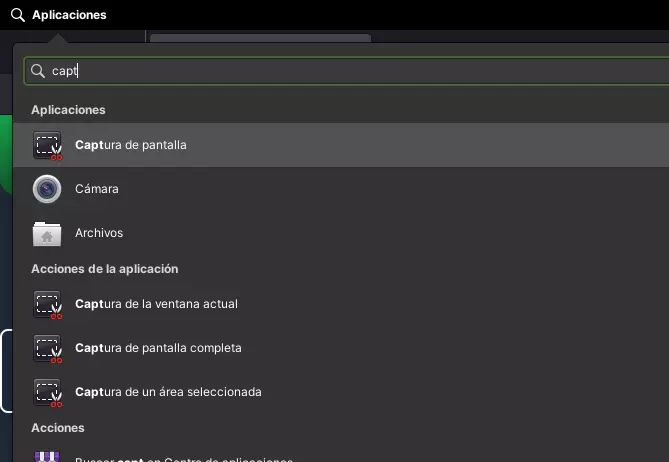 Aplicaciones
capt
Aplicaciones
Captura de pantalla
Cámara
Archivos
Acciones de la aplicación
Captura de la ventana actual
Captura de pantalla completa
Captura de un área seleccionada
Acciones
Buscar capt en Centro de aplicaciones